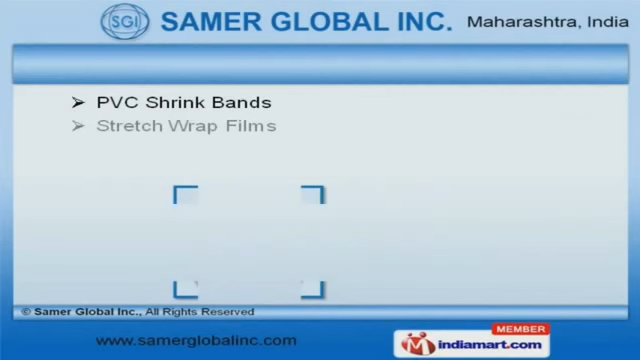 SGI SAMER GLOBAL INC. Maharashtra, India
➢ PVC Shrink Bands
➢ Stretch Wrap Films
© Samer Global Inc., All Rights Reserved
www.samerglobalinc.com
MEMBER
indiamart.com